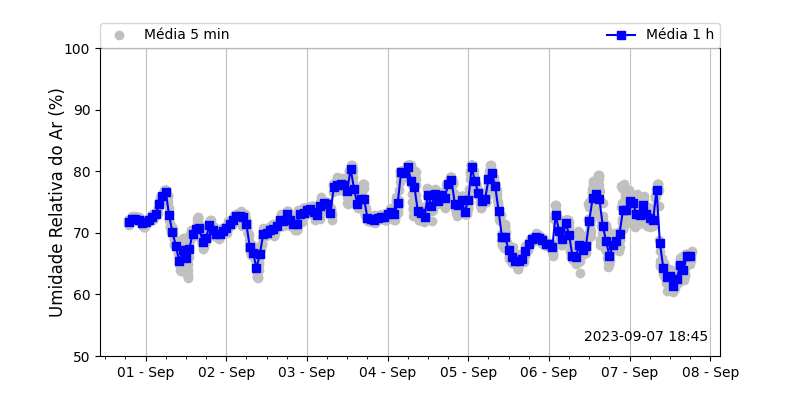 Média 5 min
Média 1 h
Umidade Relativa do Ar (%)
100
90
80
70
60
50
2023-09-07 18:45
01 - Sep
02 - Sep
03 - Sep
04 - Sep
05 - Sep
06 - Sep
07 - Sep
08 - Sep